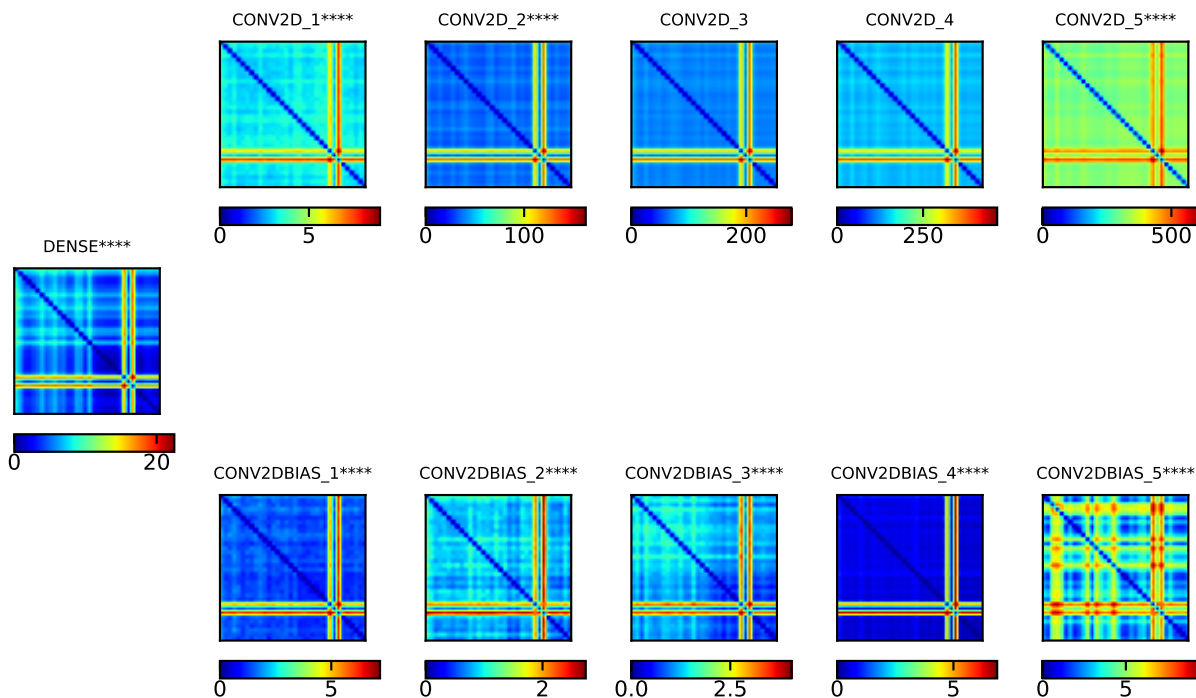 CONV2D_1**** CONV2D_2**** CONV2D_3 CONV2D_4 CONV2D_5****
0 5 0 100 0 200 0 250 0 500
DENSE****
0 20
CONV2DBIAS_1**** CONV2DBIAS_2**** CONV2DBIAS_3**** CONV2DBIAS_4**** CONV2DBIAS_5****
0 5 0 2 0.0 2.5 0 5 0 5